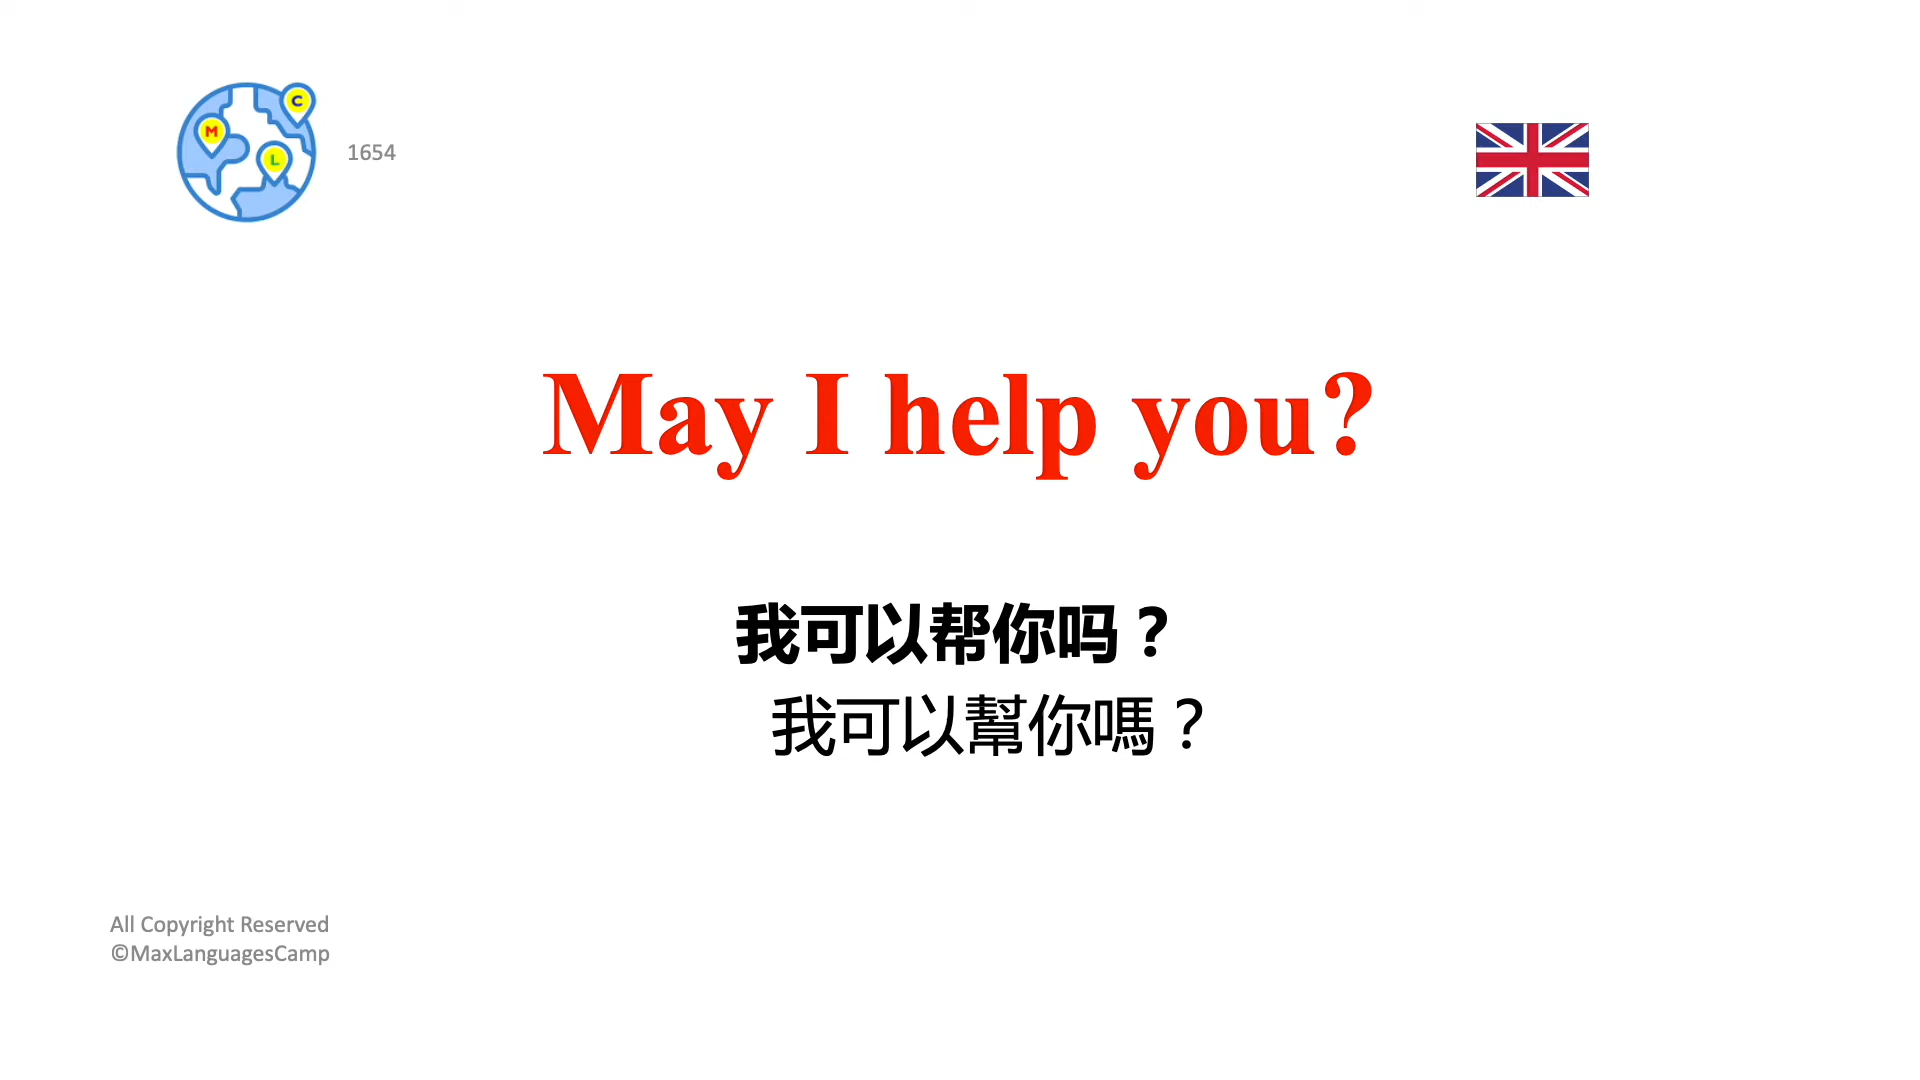 C
M
L
1654
May I help you?
我可以帮你吗？
我可以幫你嗎？
All Copyright Reserved
©MaxLanguagesCamp